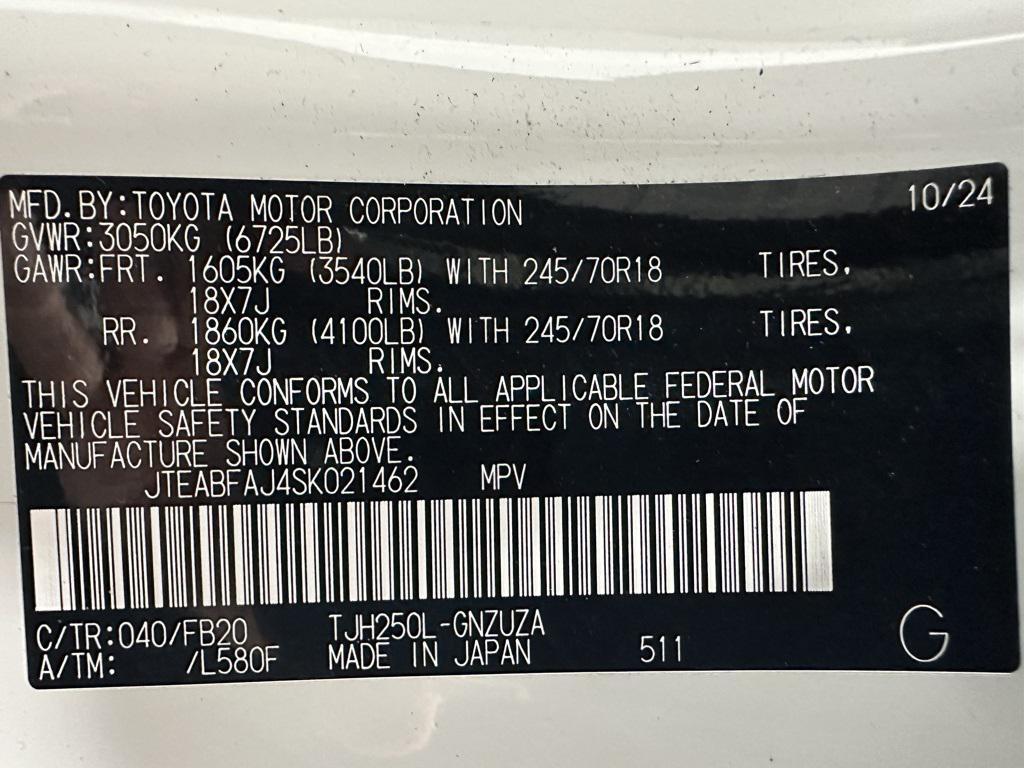 MFD.BY:TOYOTA MOTOR CORPORATION 10/24
GVWR:3050KG (6725LB)
GAWR:FRT. 1605KG (3540LB) WITH 245/70R18 TIRES.
18X7J RIMS.
RR. 1860KG (4100LB) WITH 245/70R18 TIRES.
18X7J RIMS.
THIS VEHICLE CONFORMS TO ALL APPLICABLE FEDERAL MOTOR
VEHICLE SAFETY STANDARDS IN EFFECT ON THE DATE OF
MANUFACTURE SHOWN ABOVE.
JTEABFAJ4SK021462 MPV
C/TR:040/FB20 TJH250L-GNZUZA
A/TM: /L580F MADE IN JAPAN 511 G